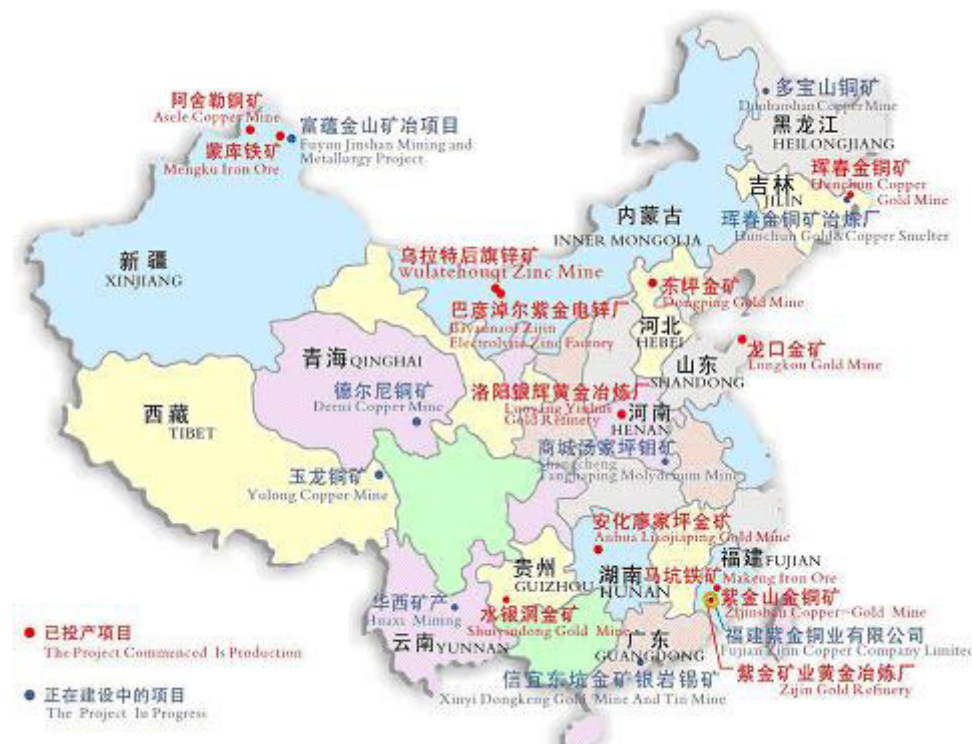 多宝山铜矿
Duobaoshan Copper Mine
黑龙江
HEILONGJIANG
阿舍勒铜矿
Asele Copper Mine
富蕴金山矿冶项目
Fuyun Jinshan Mining and
Metallurgy Project
蒙库铁矿
Mengku Iron Ore
珲春金铜矿
Hunchun Copper
Gold Mine
吉林
JILIN
珲春金铜矿冶炼厂
Hunchun Gold&Copper Smelter
内蒙古
INNER MONGOLIA
新疆
XINJIANG
乌拉特后旗锌矿
Wulatehouqi Zinc Mine
东坪金矿
Dongping Gold Mine
巴彦淖尔紫金电锌厂
Bayannaoer Zijin
Electrolytic Zinc Factory
河北
HEBEI
龙口金矿
Longkou Gold Mine
青海 QINGHAI
山东
SHANDONG
德尔尼铜矿
Derni Copper Mine
洛阳银辉黄金冶炼厂
Gold Refinery
河南
HENAN
西藏
TIBET
商城汤家坪钼矿
Tangjiaping Molydenum Mine
玉龙铜矿
Yulong Copper Mine
安化廖家坪金矿
Anhua Liaojiaping Gold Mine
贵州
GUIZHOU
湖南
HUNAN
福建 FUJIAN
马坑铁矿
Makeng Iron Ore
紫金山金铜矿
Zijinshan Copper-Gold Mine
华西矿产
Huaxi Mining
水银洞金矿
Shuiyindong Gold Mine
云南 YUNNAN
广东
GUANGDONG
福建紫金铜业有限公司
Fujian Zijin Copper Company Limited
紫金矿业黄金冶炼厂
Zijin Gold Refinery
信宜东坑金矿银岩锡矿
Xinyi Dongkeng Gold Mine And Tin Mine
已投产项目
The Project Commenced Is Production
正在建设中的项目
The Project In Progress